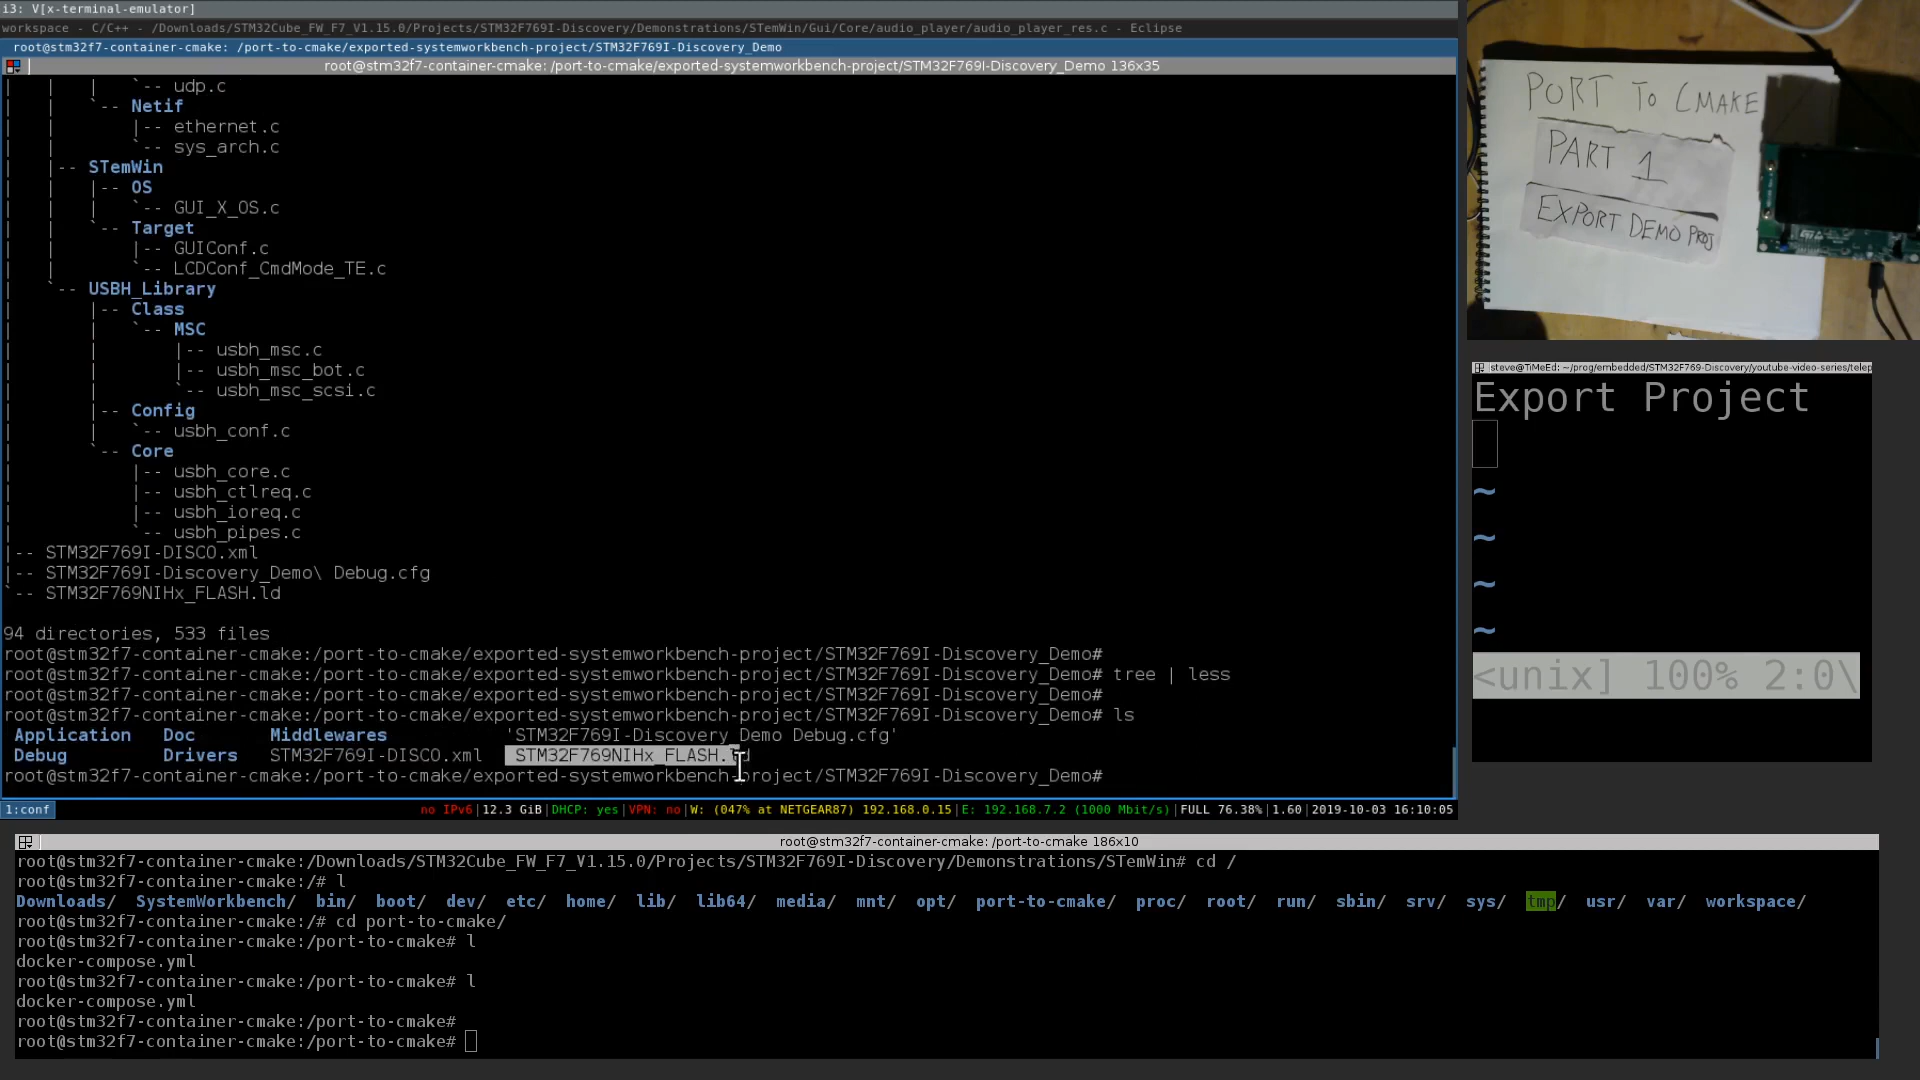 i3: V[x-terminal-emulator]
workspace - C/C++ - /Downloads/STM32Cube_FW_F7_V1.15.0/Projects/STM32F769I-Discovery/Demonstrations/STemWin/Gui/Core/audio_player/audio_player_res.c - Eclipse
root@stm32f7-container-cmake: /port-to-cmake/exported-systemworkbench-project/STM32F769I-Discovery_Demo
root@stm32f7-container-cmake: /port-to-cmake/exported-systemworkbench-project/STM32F769I-Discovery_Demo 136x35
|   |   |   `-- udp.c
|   |   `-- Netif
|   |       |-- ethernet.c
|   |       `-- sys_arch.c
|   |-- STemWin
|   |   |-- OS
|   |   |   `-- GUI_X_OS.c
|   |   `-- Target
|   |       |-- GUIConf.c
|   |       `-- LCDConf_CmdMode_TE.c
|   `-- USBH_Library
|       |-- Class
|       |   `-- MSC
|       |       |-- usbh_msc.c
|       |       |-- usbh_msc_bot.c
|       |       `-- usbh_msc_scsi.c
|       |-- Config
|       |   `-- usbh_conf.c
|       `-- Core
|           |-- usbh_core.c
|           |-- usbh_ctlreq.c
|           |-- usbh_ioreq.c
|           `-- usbh_pipes.c
|-- STM32F769I-DISCO.xml
|-- STM32F769I-Discovery_Demo\ Debug.cfg
`-- STM32F769NIHx_FLASH.ld
94 directories, 533 files
root@stm32f7-container-cmake:/port-to-cmake/exported-systemworkbench-project/STM32F769I-Discovery_Demo#
root@stm32f7-container-cmake:/port-to-cmake/exported-systemworkbench-project/STM32F769I-Discovery_Demo# tree | less
root@stm32f7-container-cmake:/port-to-cmake/exported-systemworkbench-project/STM32F769I-Discovery_Demo#
root@stm32f7-container-cmake:/port-to-cmake/exported-systemworkbench-project/STM32F769I-Discovery_Demo# ls
Application   Doc   Middlewares   'STM32F769I-Discovery_Demo Debug.cfg'
Debug   Drivers   STM32F769I-DISCO.xml   STM32F769NIHx_FLASH.ld
root@stm32f7-container-cmake:/port-to-cmake/exported-systemworkbench-project/STM32F769I-Discovery_Demo#
1:conf   no IPv6|12.3 GiB|DHCP: yes|VPN: no|W: (047% at NETGEAR87) 192.168.0.15|E: 192.168.7.2 (1000 Mbit/s)|FULL 76.38%|1.60|2019-10-03 16:10:05
PORT TO CMAKE
PART 1
EXPORT DEMO PROJ
steve@TiMeEd: ~/prog/embedded/STM32F769-Discovery/youtube-video-series/telep
Export Project
~
~
~
~
<unix] 100% 2:0\
root@stm32f7-container-cmake: /port-to-cmake 186x10
root@stm32f7-container-cmake:/Downloads/STM32Cube_FW_F7_V1.15.0/Projects/STM32F769I-Discovery/Demonstrations/STemWin# cd /
root@stm32f7-container-cmake:/# l
Downloads/  SystemWorkbench/  bin/  boot/  dev/  etc/  home/  lib/  lib64/  media/  mnt/  opt/  port-to-cmake/  proc/  root/  run/  sbin/  srv/  sys/  tmp/  usr/  var/  workspace/
root@stm32f7-container-cmake:/# cd port-to-cmake/
root@stm32f7-container-cmake:/port-to-cmake# l
docker-compose.yml
root@stm32f7-container-cmake:/port-to-cmake# l
docker-compose.yml
root@stm32f7-container-cmake:/port-to-cmake#
root@stm32f7-container-cmake:/port-to-cmake#